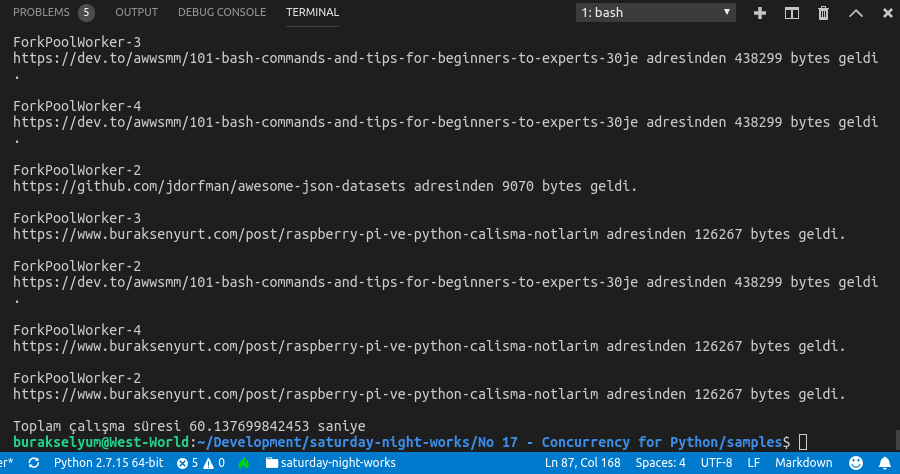 PROBLEMS 5 OUTPUT DEBUG CONSOLE TERMINAL 1: bash
ForkPoolWorker-3
https://dev.to/awwsmm/101-bash-commands-and-tips-for-beginners-to-experts-30je adresinden 438299 bytes geldi
.
ForkPoolWorker-4
https://dev.to/awwsmm/101-bash-commands-and-tips-for-beginners-to-experts-30je adresinden 438299 bytes geldi
.
ForkPoolWorker-2
https://github.com/jdorfman/awesome-json-datasets adresinden 9070 bytes geldi.
ForkPoolWorker-3
https://www.buraksenyurt.com/post/raspberry-pi-ve-python-calisma-notlarim adresinden 126267 bytes geldi.
ForkPoolWorker-2
https://dev.to/awwsmm/101-bash-commands-and-tips-for-beginners-to-experts-30je adresinden 438299 bytes geldi
.
ForkPoolWorker-4
https://www.buraksenyurt.com/post/raspberry-pi-ve-python-calisma-notlarim adresinden 126267 bytes geldi.
ForkPoolWorker-2
https://www.buraksenyurt.com/post/raspberry-pi-ve-python-calisma-notlarim adresinden 126267 bytes geldi.
Toplam çalışma süresi 60.137699842453 saniye
burakselyum@West-World:~/Development/saturday-night-works/No 17 - Concurrency for Python/samples$
er* Python 2.7.15 64-bit 5 0 saturday-night-works Ln 87, Col 168 Spaces: 4 UTF-8 LF Markdown